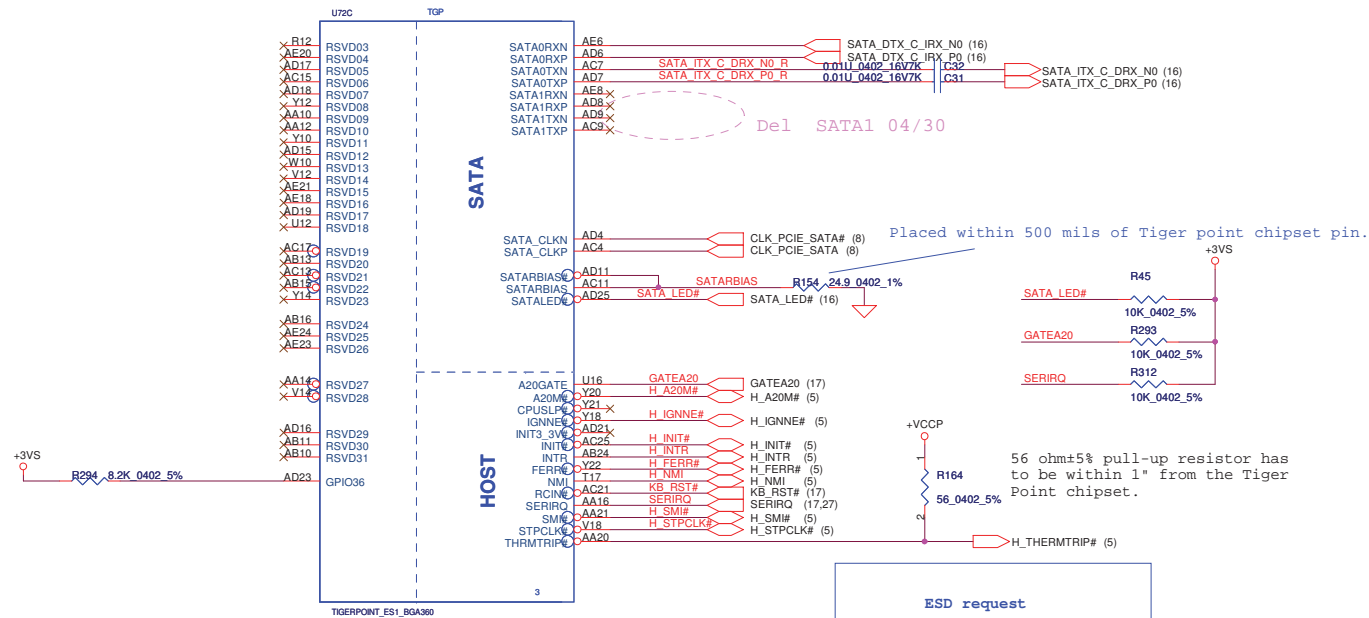 U72C TGP
R12 RSVD03
AE20 RSVD04
AD17 RSVD05
AC15 RSVD06
AD18 RSVD07
Y12 RSVD08
AA10 RSVD09
AA12 RSVD10
Y10 RSVD11
AD15 RSVD12
W10 RSVD13
V12 RSVD14
AE21 RSVD15
AE18 RSVD16
AD19 RSVD17
U12 RSVD18
AC17 RSVD19
AB13 RSVD20
AC13 RSVD21
AB15 RSVD22
Y14 RSVD23
AB16 RSVD24
AE24 RSVD25
AE23 RSVD26
AA14 RSVD27
V14 RSVD28
AD16 RSVD29
AB11 RSVD30
AB10 RSVD31
+3VS
R294 8.2K_0402_5%
AD23 GPIO36
SATA
HOST
SATA0RXN AE6 SATA_DTX_C_IRX_N0 (16)
SATA0RXP AD6 SATA_DTX_C_IRX_P0 (16)
SATA0TXN AC7 SATA_ITX_C_DRX_N0_R 0.01U_0402_16V7K C32 SATA_ITX_C_DRX_N0 (16)
SATA0TXP AD7 SATA_ITX_C_DRX_P0_R 0.01U_0402_16V7K C31 SATA_ITX_C_DRX_P0 (16)
SATA1RXN AE8
SATA1RXP AD8
SATA1TXN AD9
SATA1TXP AC9
Del SATA1 04/30
SATA_CLKN AD4 CLK_PCIE_SATA# (8)
SATA_CLKP AC4 CLK_PCIE_SATA (8)
SATARBIAS# AD11
SATARBIAS AC11 SATARBIAS R154 24.9_0402_1%
SATALED# AD25 SATA_LED# SATA_LED# (16)
Placed within 500 mils of Tiger point chipset pin.
+3VS
SATA_LED# R45 10K_0402_5%
GATEA20 R293 10K_0402_5%
SERIRQ R312 10K_0402_5%
A20GATE U16 GATEA20 GATEA20 (17)
A20M# Y20 H_A20M# H_A20M# (5)
CPUSLP# Y21
IGNNE# Y18 H_IGNNE# H_IGNNE# (5)
INIT3_3V# AD21
INIT# AC25 H_INIT# H_INIT# (5)
INTR AB24 H_INTR H_INTR (5)
FERR# Y22 H_FERR# H_FERR# (5)
NMI T17 H_NMI H_NMI (5)
RCIN# AC21 KB_RST# KB_RST# (17)
SERIRQ AA16 SERIRQ SERIRQ (17,27)
SMI# AA21 H_SMI# H_SMI# (5)
STPCLK# V18 H_STPCLK# H_STPCLK# (5)
THRMTRIP# AA20 H_THERMTRIP# (5)
+VCCP
1
R164
56_0402_5%
2
56 ohm±5% pull-up resistor has
to be within 1" from the Tiger
Point chipset.
3
TIGERPOINT_ES1_BGA360
ESD request